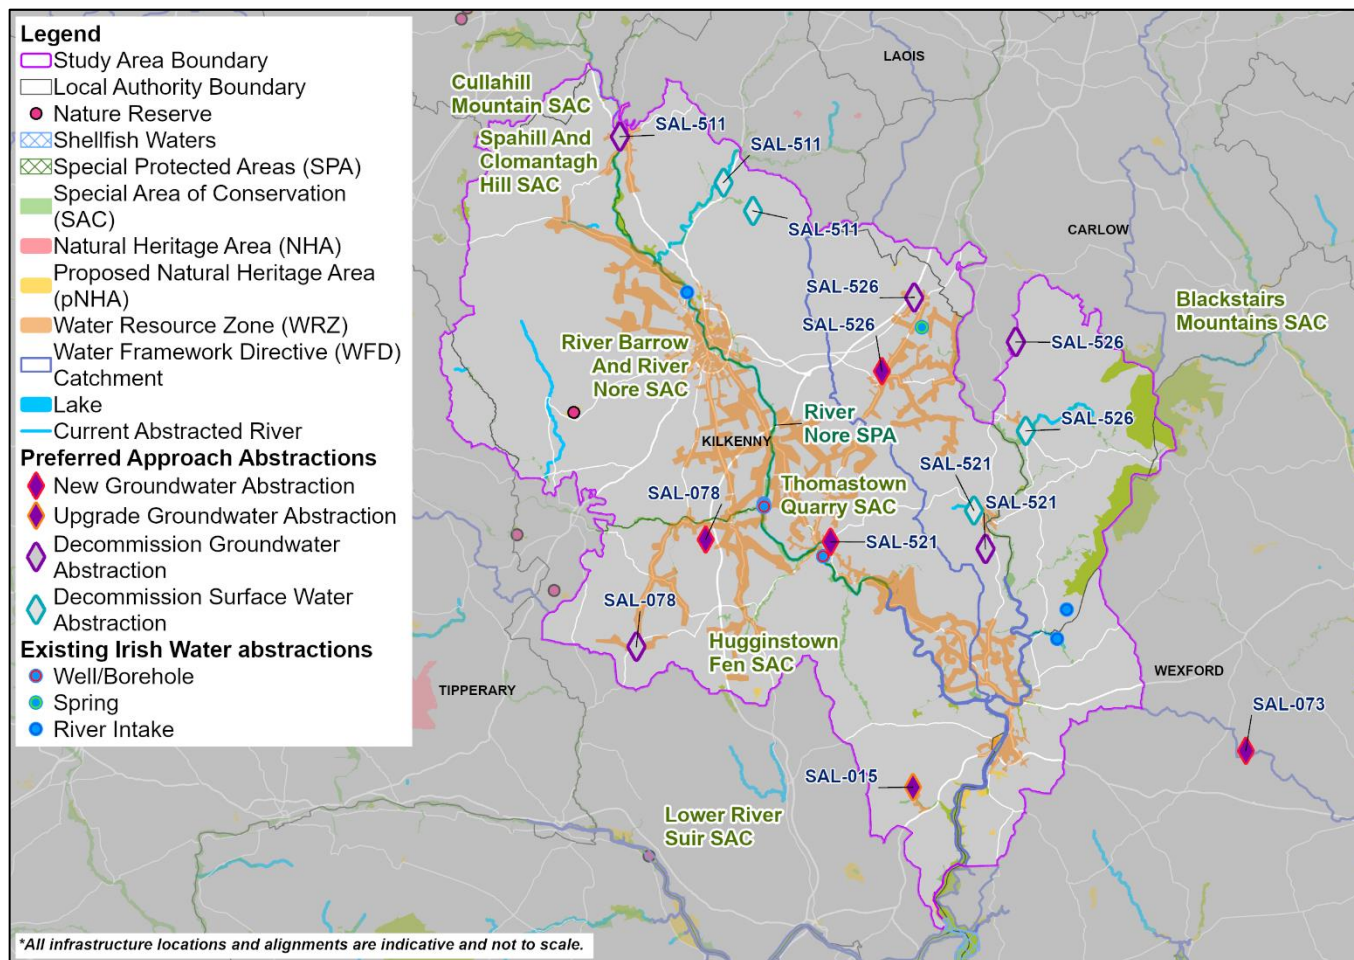 Legend
Study Area Boundary
Local Authority Boundary
Nature Reserve
Shellfish Waters
Special Protected Areas (SPA)
Special Area of Conservation
(SAC)
Natural Heritage Area (NHA)
Proposed Natural Heritage Area
(pNHA)
Water Resource Zone (WRZ)
Water Framework Directive (WFD)
Catchment
Lake
Current Abstracted River
Preferred Approach Abstractions
New Groundwater Abstraction
Upgrade Groundwater Abstraction
Decommission Groundwater
Abstraction
Decommission Surface Water
Abstraction
Existing Irish Water abstractions
Well/Borehole
Spring
River Intake
*All infrastructure locations and alignments are indicative and not to scale.
LAOIS
Cullahill
Mountain SAC
Spahill And
Clomantagh
Hill SAC
SAL-511
SAL-511
SAL-511
CARLOW
SAL-526
SAL-526
SAL-526
SAL-526
Blackstairs
Mountains SAC
River Barrow
And River
Nore SAC
River
Nore SPA
KILKENNY
Thomastown
Quarry SAC
SAL-521
SAL-521
SAL-521
SAL-078
SAL-078
Hugginstown
Fen SAC
TIPPERARY
WEXFORD
SAL-073
SAL-015
Lower River
Suir SAC